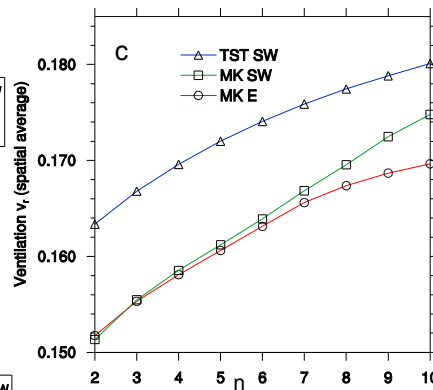 C
TST SW
MK SW
MK E
Ventilation vr (spatial average)
0.180
0.170
0.160
0.150
2 3 4 5 6 7 8 9 10
n